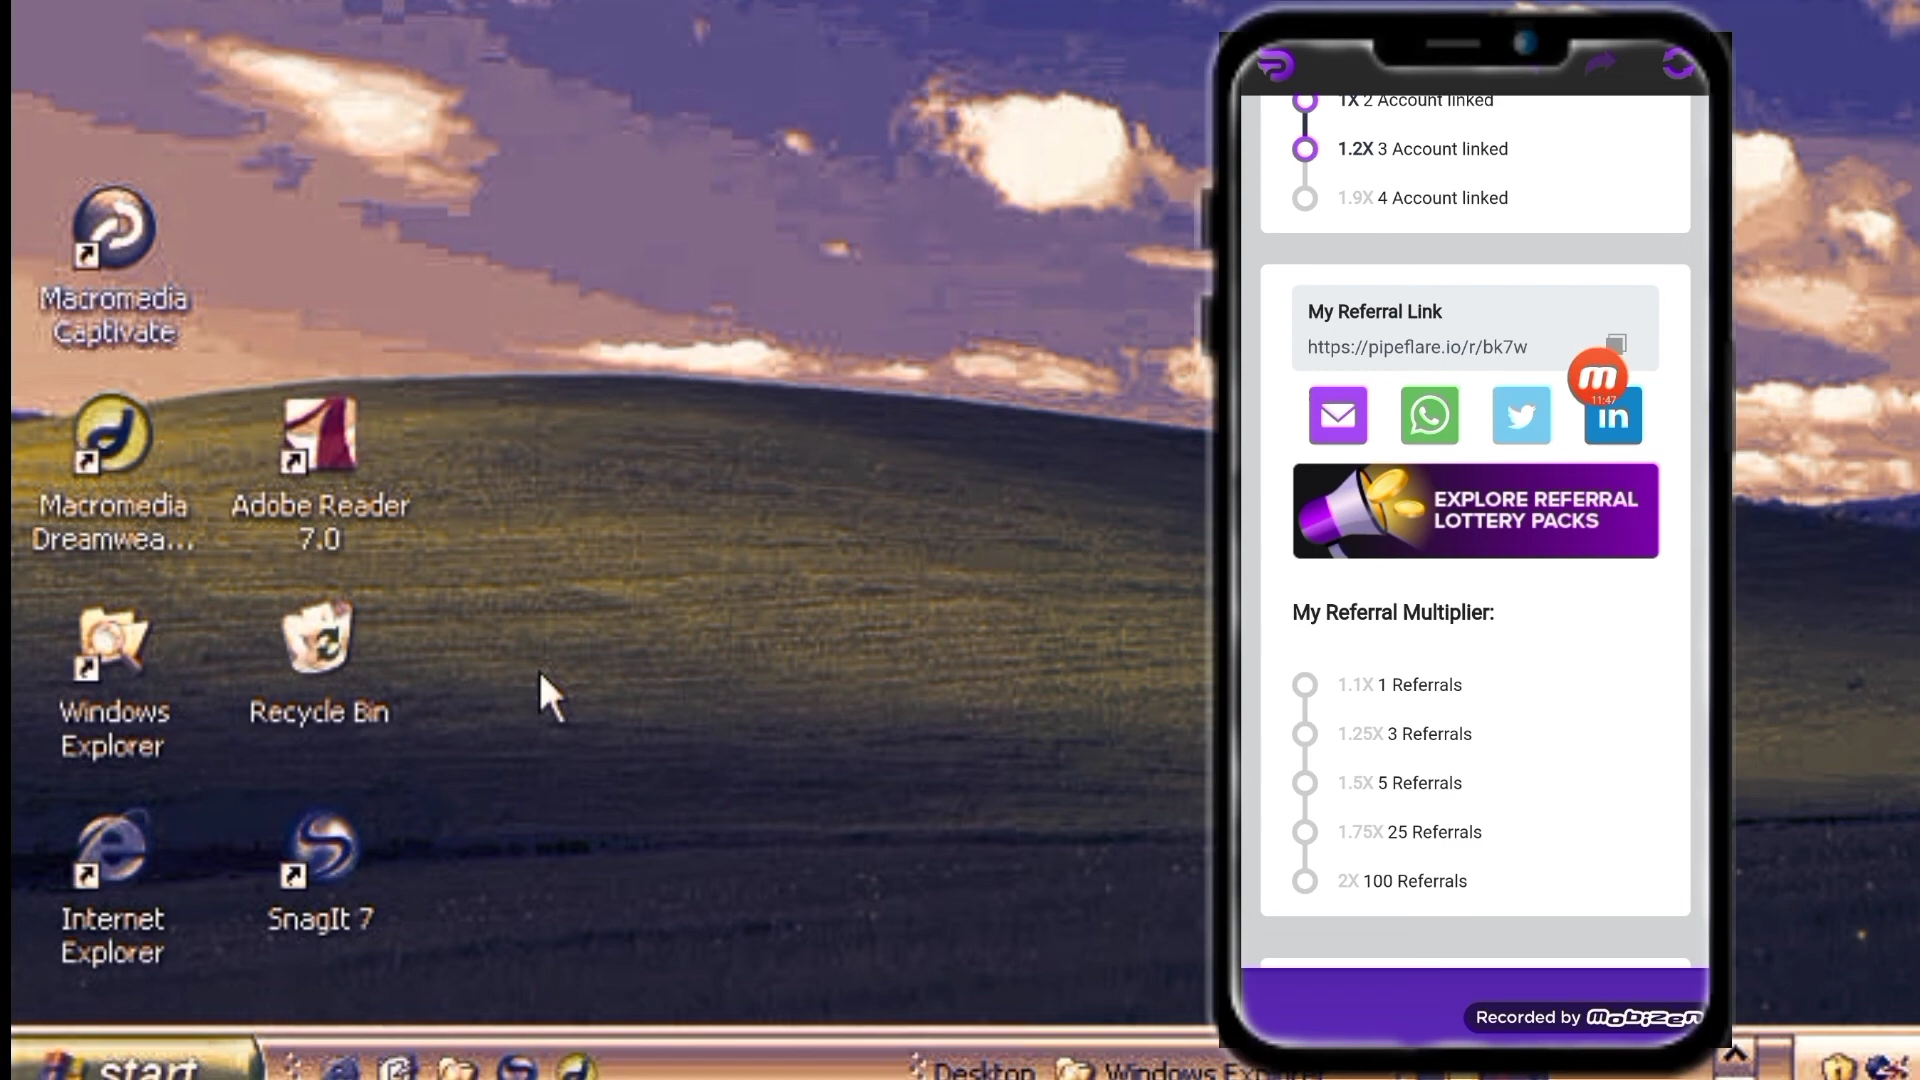 Macromedia
Captivate
Macromedia
Dreamwea...
Adobe Reader
7.0
Windows
Explorer
Recycle Bin
Internet
Explorer
SnagIt 7
start
Desktop
Windows Explorer
1X 2 Account linked
1.2X 3 Account linked
1.9X 4 Account linked
My Referral Link
https://pipeflare.io/r/bk7w
m
11:47
in
EXPLORE REFERRAL
LOTTERY PACKS
My Referral Multiplier:
1.1X 1 Referrals
1.25X 3 Referrals
1.5X 5 Referrals
1.75X 25 Referrals
2X 100 Referrals
Recorded by Mobizen